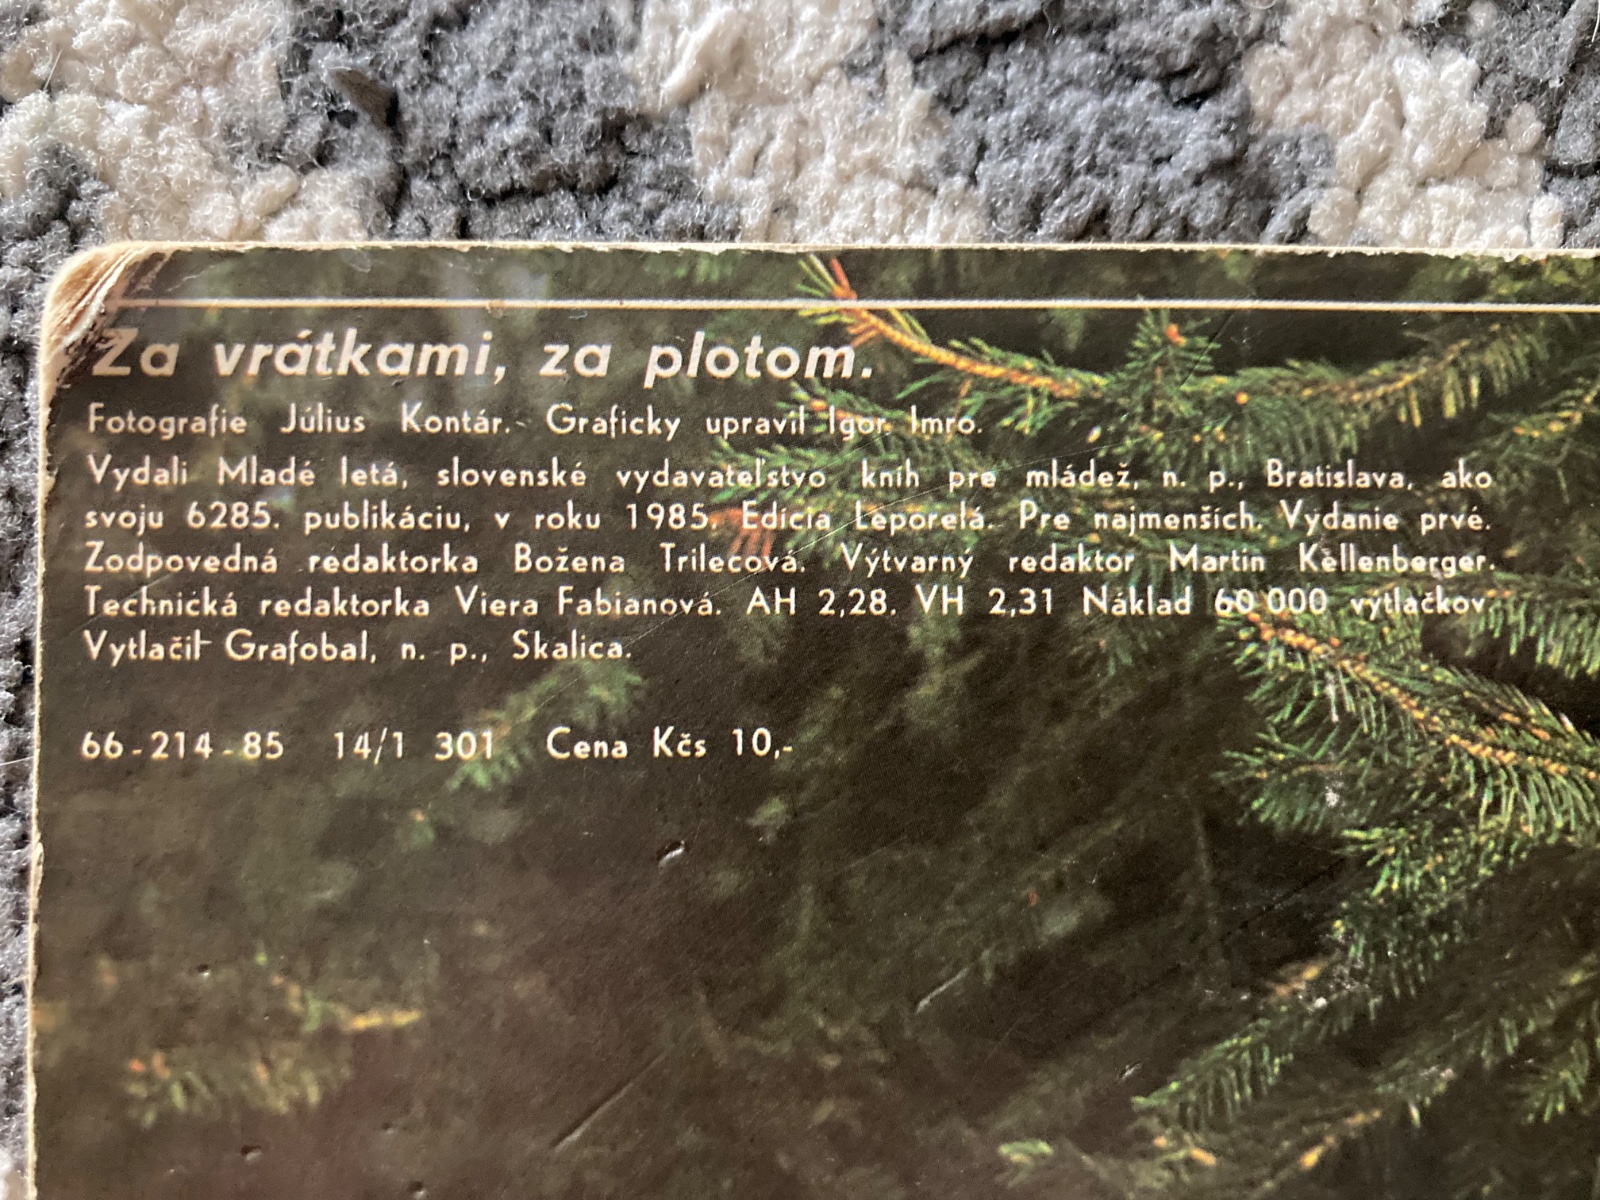 Za vrátkami, za plotom.
Fotografie Július Kontár. Graficky upravil Igor Imro.
Vydali Mladé letá, slovenské vydavateľstvo kníh pre mládež, n. p., Bratislava, ako
svoju 6285. publikáciu, v roku 1985. Edícia Leporelá. Pre najmenších. Vydanie prvé.
Zodpovedná redaktorka Božena Trilecová. Výtvarný redaktor Martin Kellenberger.
Technická redaktorka Viera Fabianová. AH 2,28. VH 2,31 Náklad 60 000 výtlačkov.
Vytlačil Grafobal, n. p., Skalica.
66-214-85 14/1 301 Cena Kčs 10,-